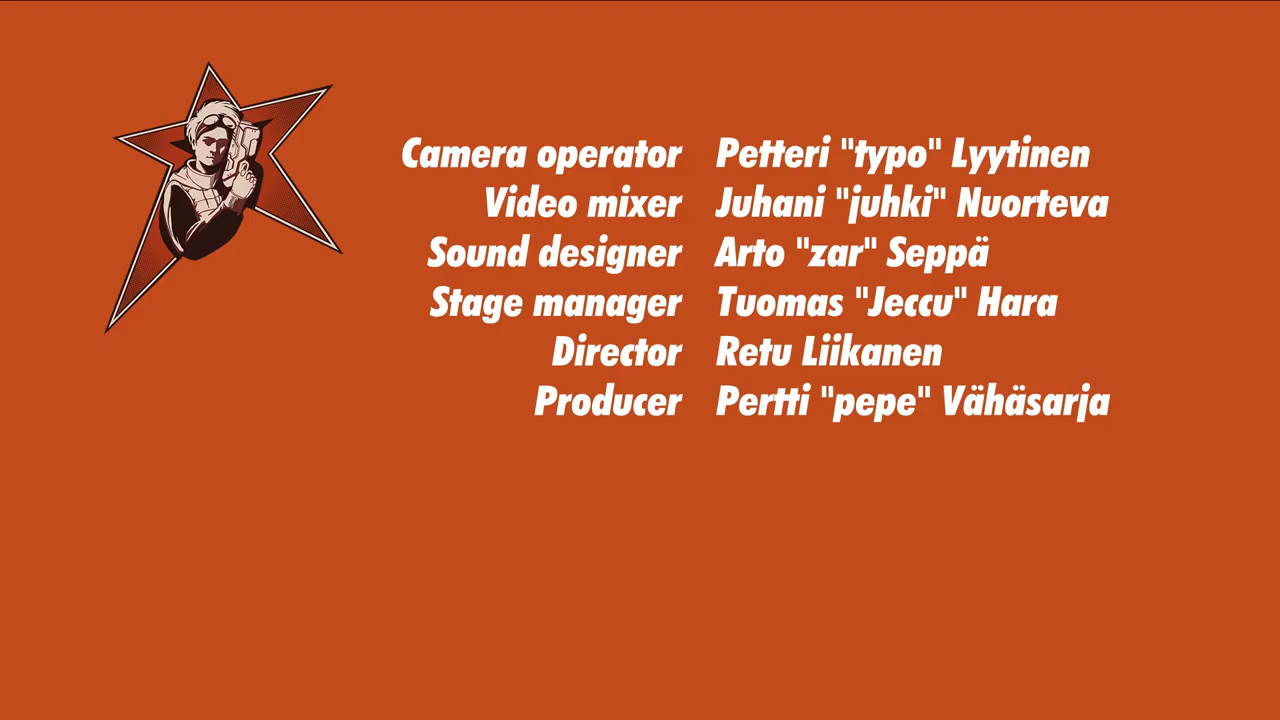 Camera operator Petteri "typo" Lyytinen
Video mixer Juhani "juhki" Nuorteva
Sound designer Arto "zar" Seppä
Stage manager Tuomas "Jeccu" Hara
Director Retu Liikanen
Producer Pertti "pepe" Vähäsarja